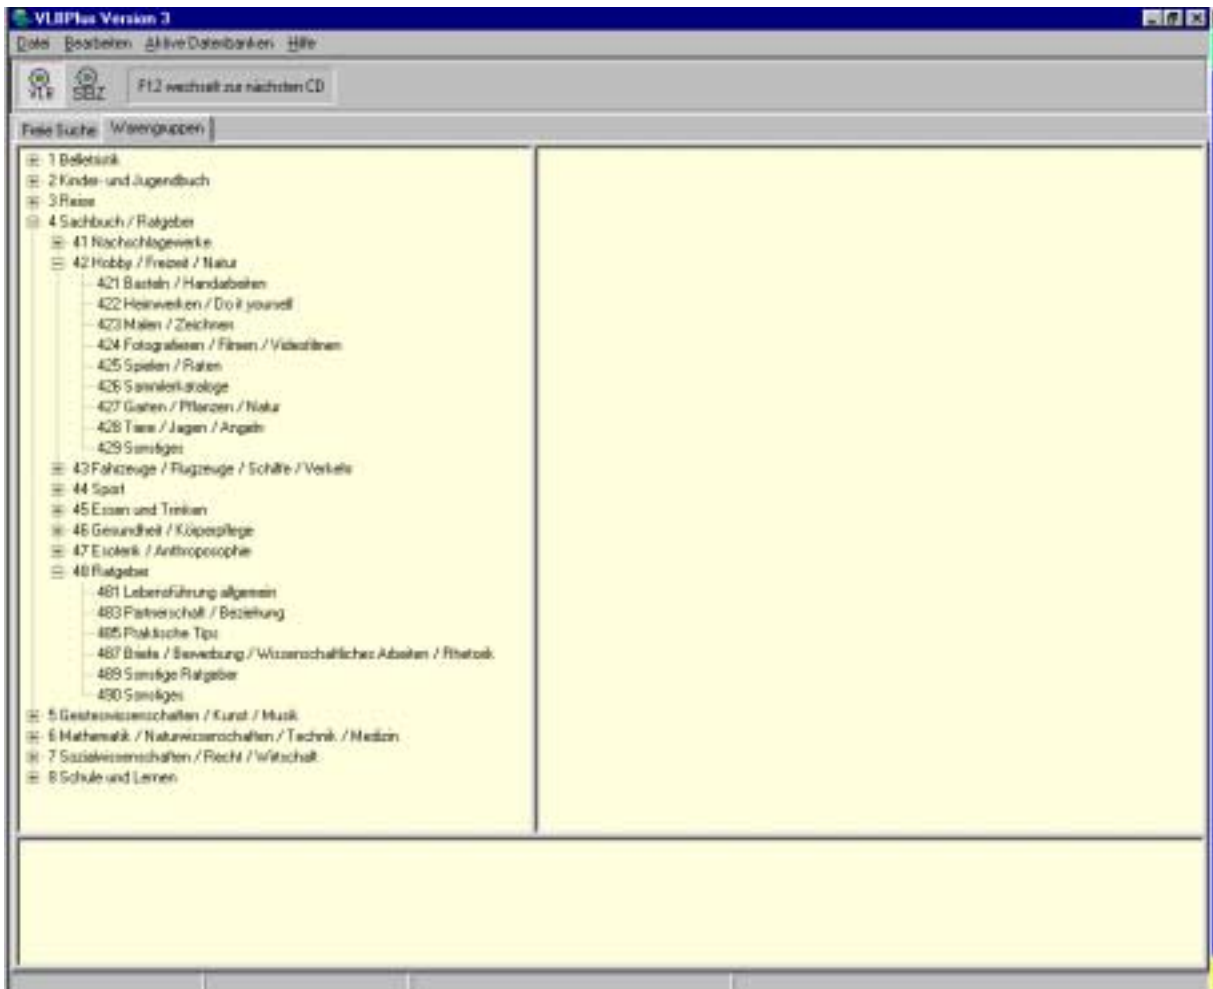 VLBPlus Version 3
Datei Bearbeiten Aktive Datenbanken Hilfe
VLB SBZ F12 wechselt zur nächsten CD
Freie Suche Warengruppen
1 Belletristik
2 Kinder- und Jugendbuch
3 Reise
4 Sachbuch / Ratgeber
41 Nachschlagewerke
42 Hobby / Freizeit / Natur
421 Basteln / Handarbeiten
422 Heimwerken / Do it yourself
423 Malen / Zeichnen
424 Fotografieren / Filmen / Videofilmen
425 Spielen / Raten
426 Sammlerkataloge
427 Garten / Pflanzen / Natur
428 Tiere / Jagen / Angeln
429 Sonstiges
43 Fahrzeuge / Flugzeuge / Schiffe / Verkehr
44 Sport
45 Essen und Trinken
46 Gesundheit / Körperpflege
47 Esoterik / Anthroposophie
48 Ratgeber
481 Lebensführung allgemein
483 Partnerschaft / Beziehung
485 Praktische Tips
487 Briefe / Bewerbung / Wissenschaftliches Arbeiten / Rhetorik
489 Sonstige Ratgeber
490 Sonstiges
5 Geisteswissenschaften / Kunst / Musik
6 Mathematik / Naturwissenschaften / Technik / Medizin
7 Sozialwissenschaften / Recht / Wirtschaft
8 Schule und Lernen